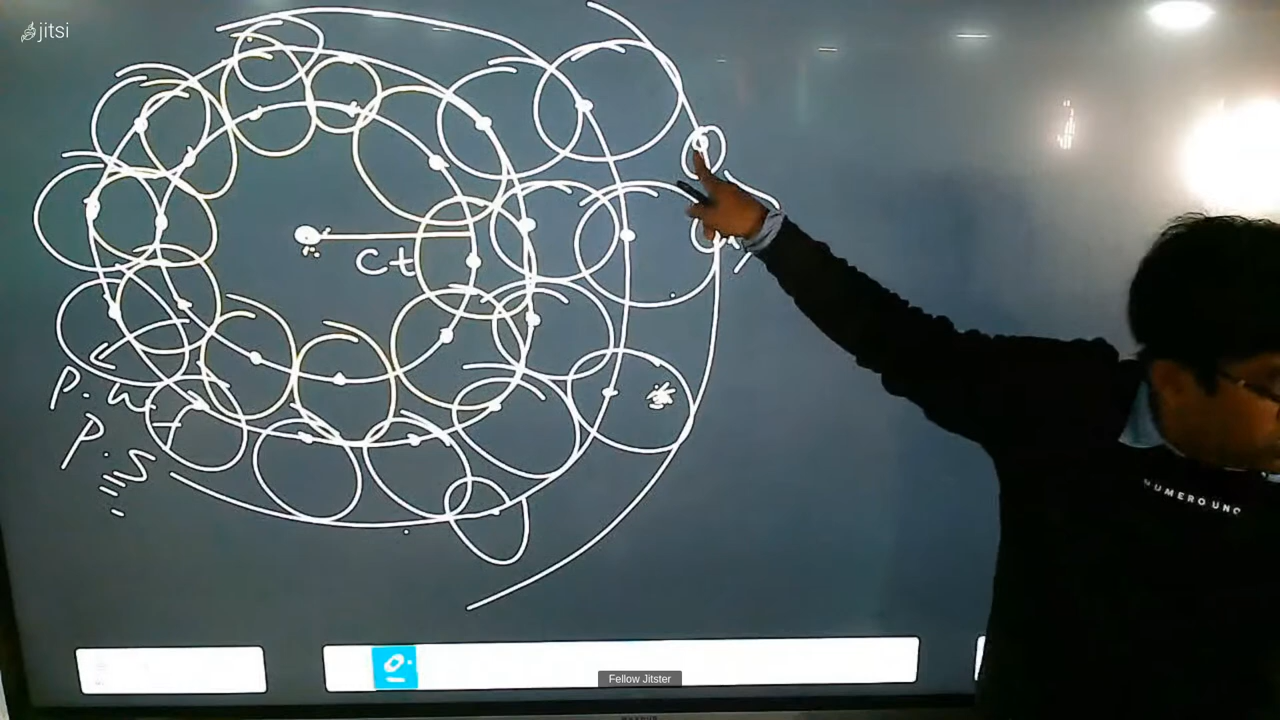 jitsi
ct
P. w. f
P. i/s
NUMERO UNO
Fellow Jitster